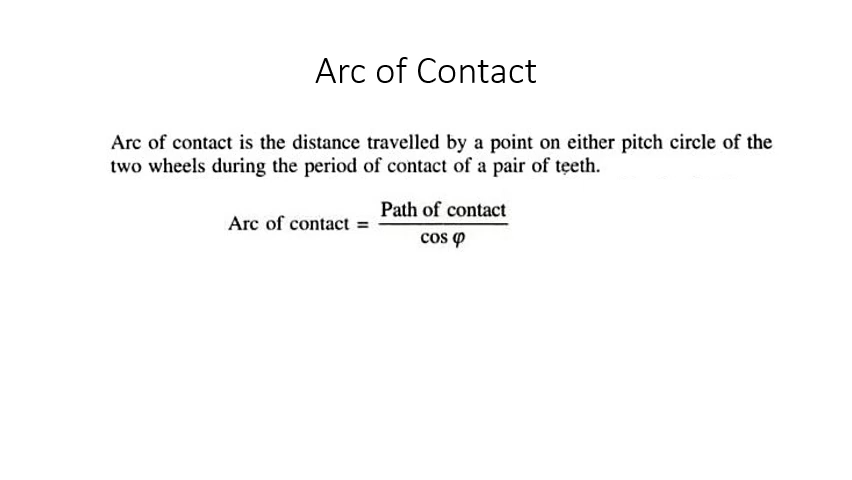 Arc of Contact
Arc of contact is the distance travelled by a point on either pitch circle of the
two wheels during the period of contact of a pair of teeth.
Arc of contact = Path of contact / cos φ